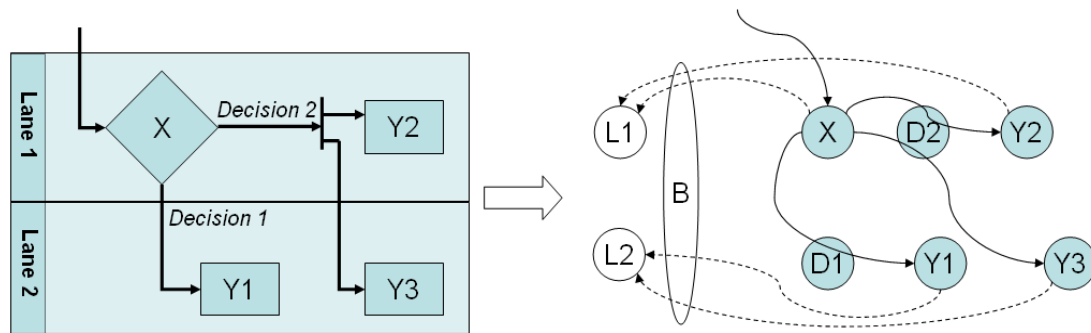 Lane 1
X
Decision 2
Y2
Decision 1
Lane 2
Y1
Y3
L1
X
D2
Y2
B
L2
D1
Y1
Y3